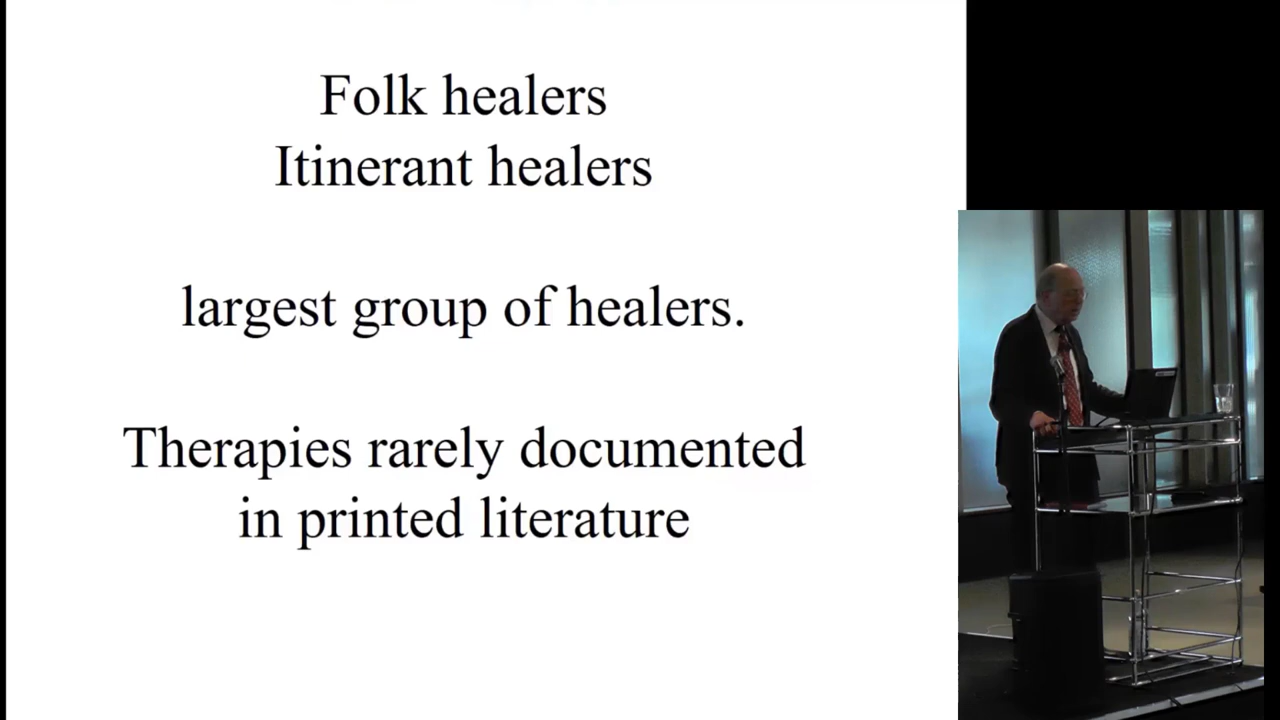 Folk healers
Itinerant healers
largest group of healers.
Therapies rarely documented
in printed literature